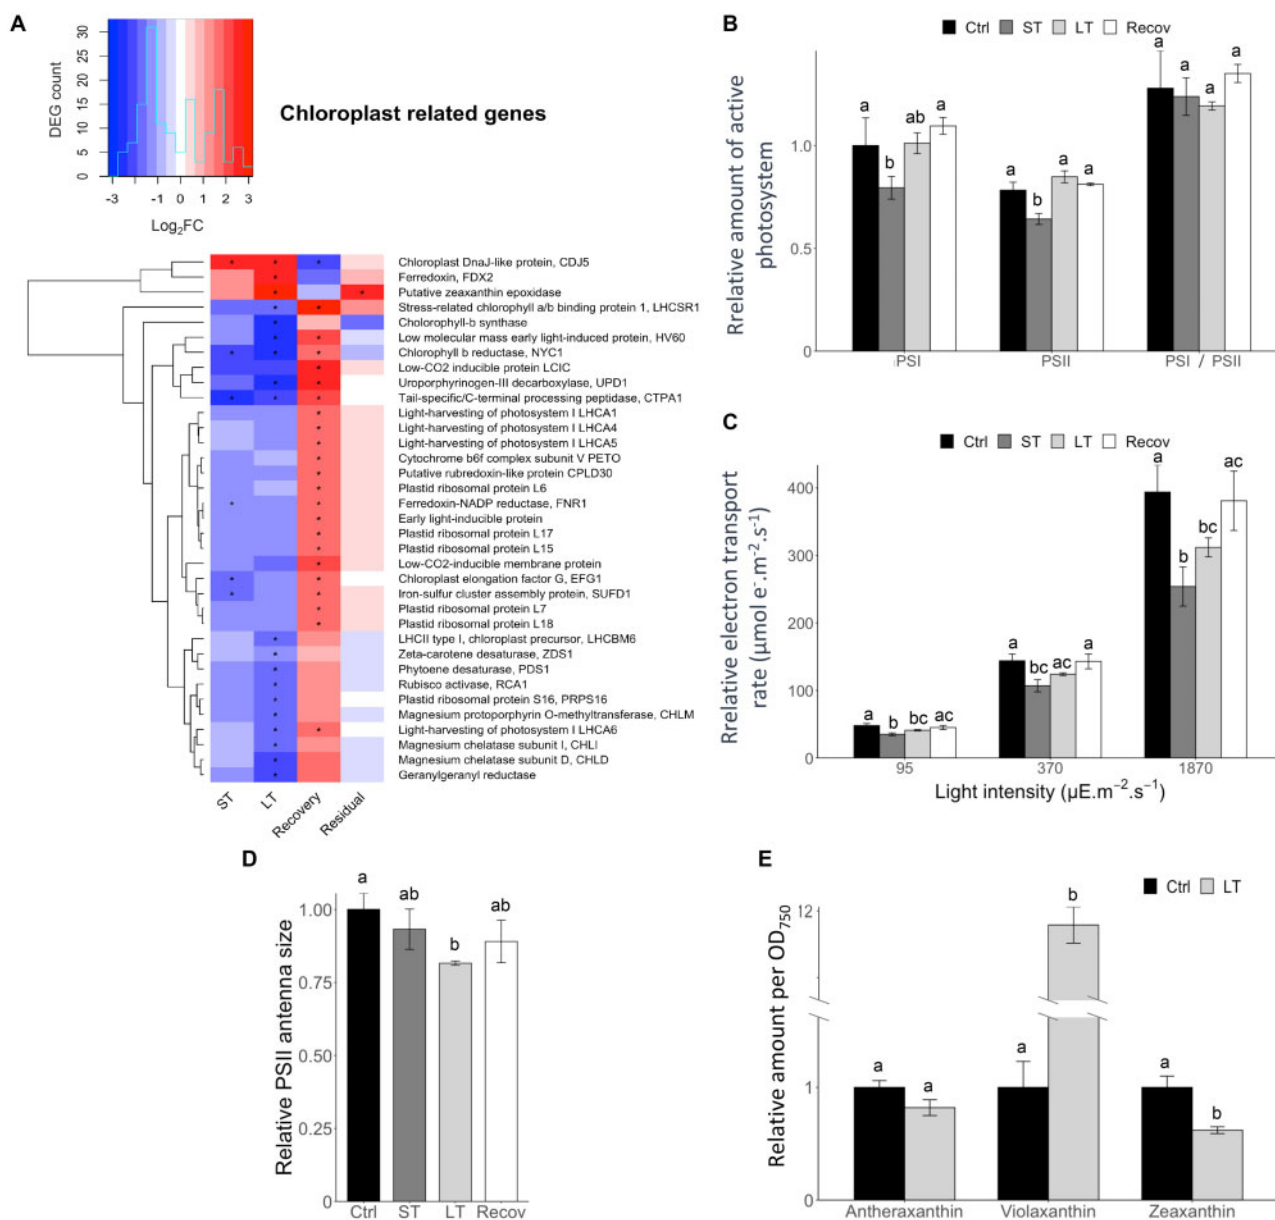 A
30
25
20
15
10
5
0
DEG count
-3 -2 -1 0 1 2 3
Log2FC
Chloroplast related genes
Chloroplast DnaJ-like protein, CDJ5
Ferredoxin, FDX2
Putative zeaxanthin epoxidase
Stress-related chlorophyll a/b binding protein 1, LHCSR1
Cholorophyll-b synthase
Low molecular mass early light-induced protein, HV60
Chlorophyll b reductase, NYC1
Low-CO2 inducible protein LCIC
Uroporphyrinogen-III decarboxylase, UPD1
Tail-specific/C-terminal processing peptidase, CTPA1
Light-harvesting of photosystem I LHCA1
Light-harvesting of photosystem I LHCA4
Light-harvesting of photosystem I LHCA5
Cytochrome b6f complex subunit V PETO
Putative rubredoxin-like protein CPLD30
Plastid ribosomal protein L6
Ferredoxin-NADP reductase, FNR1
Early light-inducible protein
Plastid ribosomal protein L17
Plastid ribosomal protein L15
Low-CO2-inducible membrane protein
Chloroplast elongation factor G, EFG1
Iron-sulfur cluster assembly protein, SUFD1
Plastid ribosomal protein L7
Plastid ribosomal protein L18
LHCII type I, chloroplast precursor, LHCBM6
Zeta-carotene desaturase, ZDS1
Phytoene desaturase, PDS1
Rubisco activase, RCA1
Plastid ribosomal protein S16, PRPS16
Magnesium protoporphyrin O-methyltransferase, CHLM
Light-harvesting of photosystem I LHCA6
Magnesium chelatase subunit I, CHLI
Magnesium chelatase subunit D, CHLD
Geranylgeranyl reductase
ST LT Recovery Residual
B
Ctrl ST LT Recov
Rrelative amount of active
photosystem
1.0
0.5
0
a b ab a
a b a a
a a a a
PSI PSII PSI / PSII
C
Ctrl ST LT Recov
Rrelative electron transport
rate (µmol e-.m−2.s−1)
400
300
200
100
0
a b bc ac
a bc ac a
a b bc ac
95 370 1870
Light intensity (µE.m−2.s−1)
D
Relative PSII antenna size
1.00
0.75
0.50
0.25
0
a ab b ab
Ctrl ST LT Recov
E
Ctrl LT
Relative amount per OD750
12
1
0
a a
a b
a b
Antheraxanthin Violaxanthin Zeaxanthin